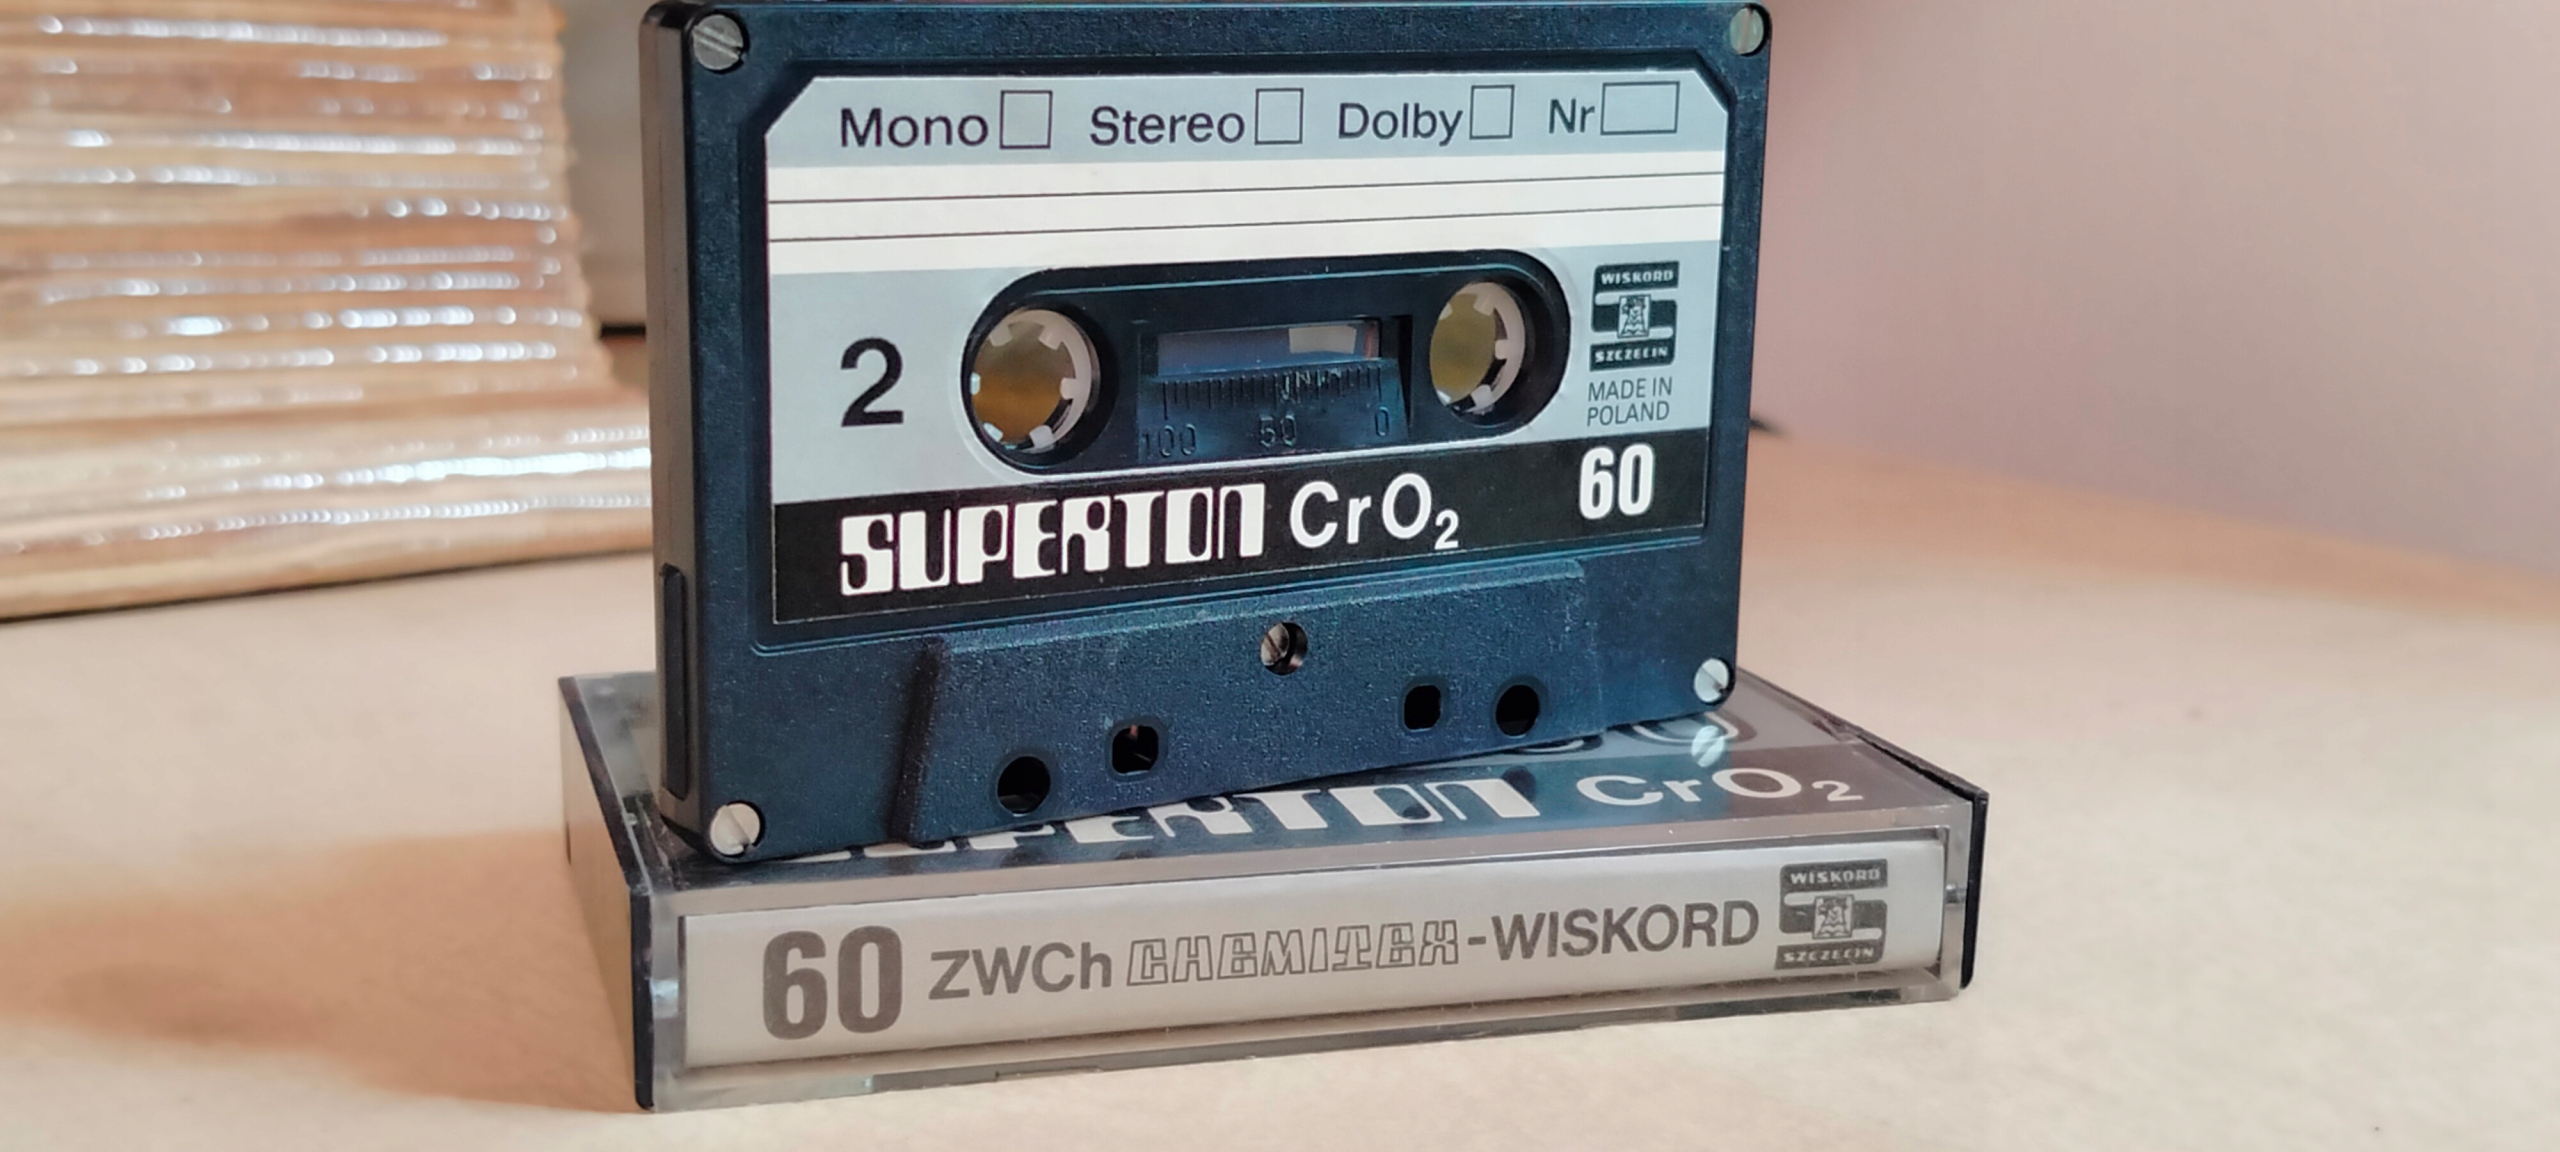 Mono Stereo Dolby Nr
WISKORD
SZCZECIN
MADE IN
POLAND
2
100 50 0
SUPERTON CrO₂ 60
SUPERTON CrO₂
60 ZWCh CHEMITEX-WISKORD
WISKORD
SZCZECIN